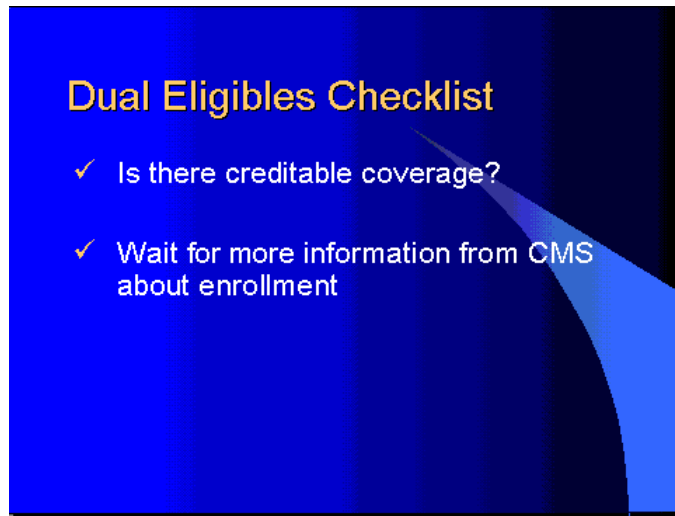 Dual Eligibles Checklist
✓ Is there creditable coverage?
✓ Wait for more information from CMS
about enrollment